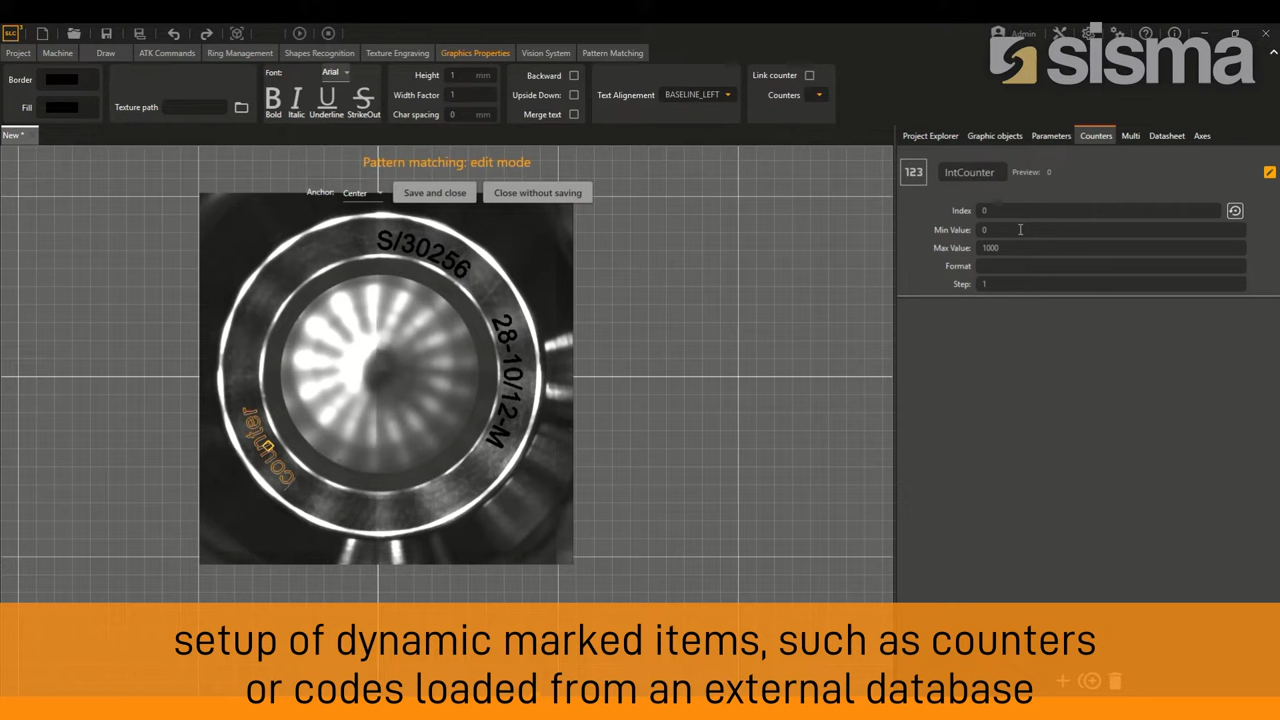 SLC³
Admin
sisma
Project Machine Draw ATK Commands Ring Management Shapes Recognition Texture Engraving Graphics Properties Vision System Pattern Matching
Border
Fill
Texture path
Font: Arial
B I U S
Bold Italic Underline StrikeOut
Height 1 mm
Width Factor 1
Char spacing 0 mm
Backward
Upside Down:
Merge text
Text Alignement BASELINE_LEFT
Link counter
Counters
New *
Project Explorer Graphic objects Parameters Counters Multi Datasheet Axes
Pattern matching: edit mode
Anchor: Center Save and close Close without saving
123 IntCounter Preview: 0
Index 0
Min Value: 0
Max Value: 1000
Format
Step: 1
S/30256
28-10/12-M
counter
setup of dynamic marked items, such as counters
or codes loaded from an external database